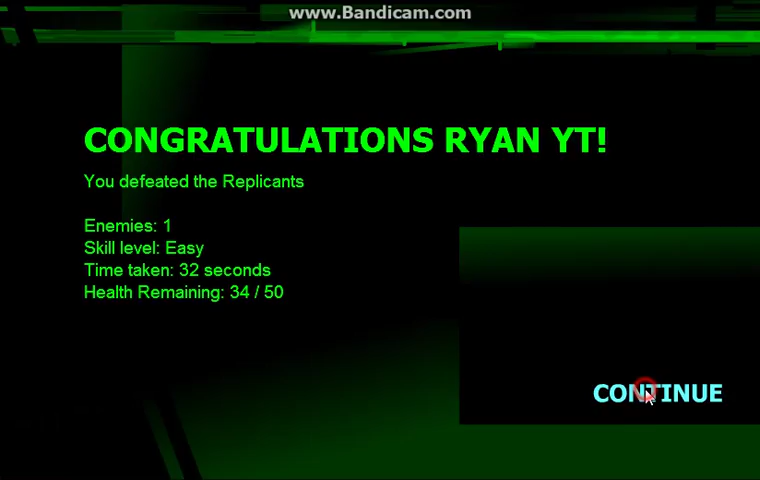 www.Bandicam.com
CONGRATULATIONS RYAN YT!
You defeated the Replicants
Enemies: 1
Skill level: Easy
Time taken: 32 seconds
Health Remaining: 34 / 50
CONTINUE